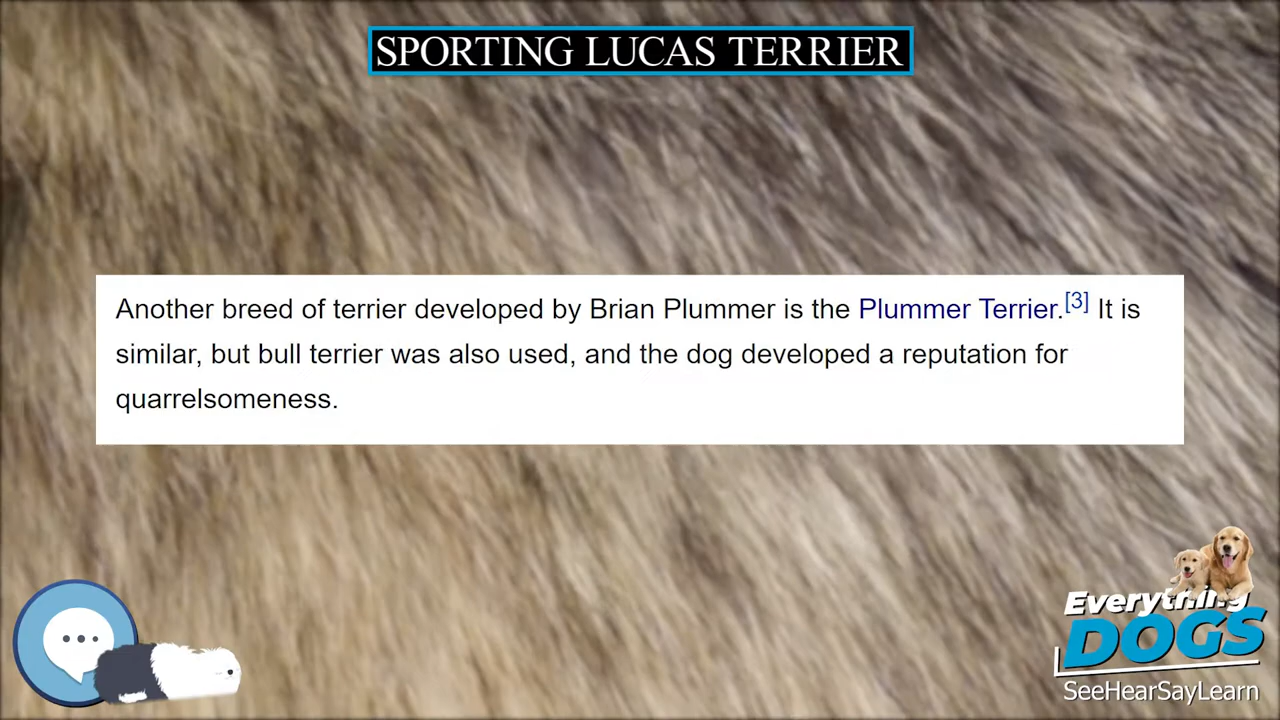 SPORTING LUCAS TERRIER
Another breed of terrier developed by Brian Plummer is the Plummer Terrier.[3] It is
similar, but bull terrier was also used, and the dog developed a reputation for
quarrelsomeness.
Everything
DOGS
SeeHearSayLearn